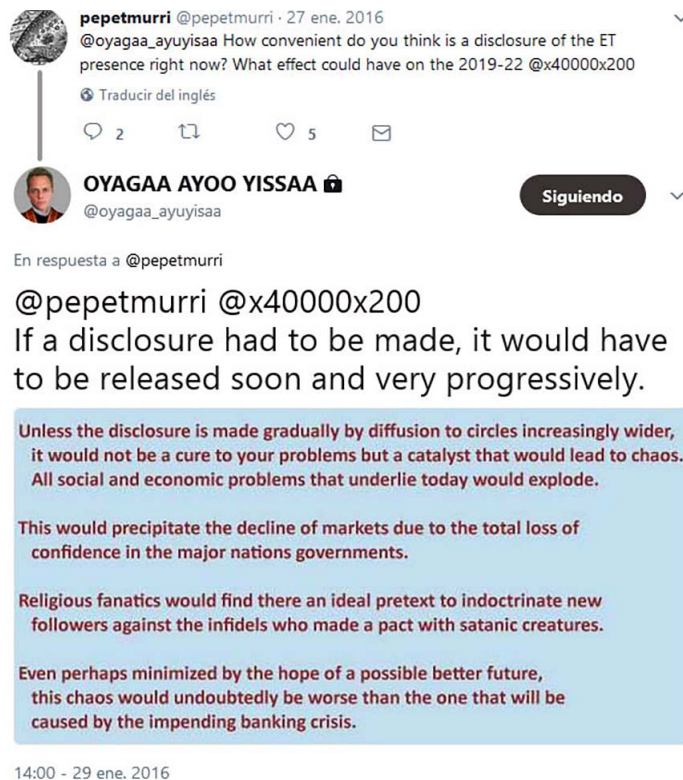 pepetmurri @pepetmurri · 27 ene. 2016
@oyagaa_ayuyisaa How convenient do you think is a disclosure of the ET
presence right now? What effect could have on the 2019-22 @x40000x200
Traducir del inglés
2 5
OYAGAA AYOO YISSAA
@oyagaa_ayuyisaa
Siguiendo
En respuesta a @pepetmurri
@pepetmurri @x40000x200
If a disclosure had to be made, it would have
to be released soon and very progressively.
Unless the disclosure is made gradually by diffusion to circles increasingly wider,
it would not be a cure to your problems but a catalyst that would lead to chaos.
All social and economic problems that underlie today would explode.
This would precipitate the decline of markets due to the total loss of
confidence in the major nations governments.
Religious fanatics would find there an ideal pretext to indoctrinate new
followers against the infidels who made a pact with satanic creatures.
Even perhaps minimized by the hope of a possible better future,
this chaos would undoubtedly be worse than the one that will be
caused by the impending banking crisis.
14:00 - 29 ene. 2016